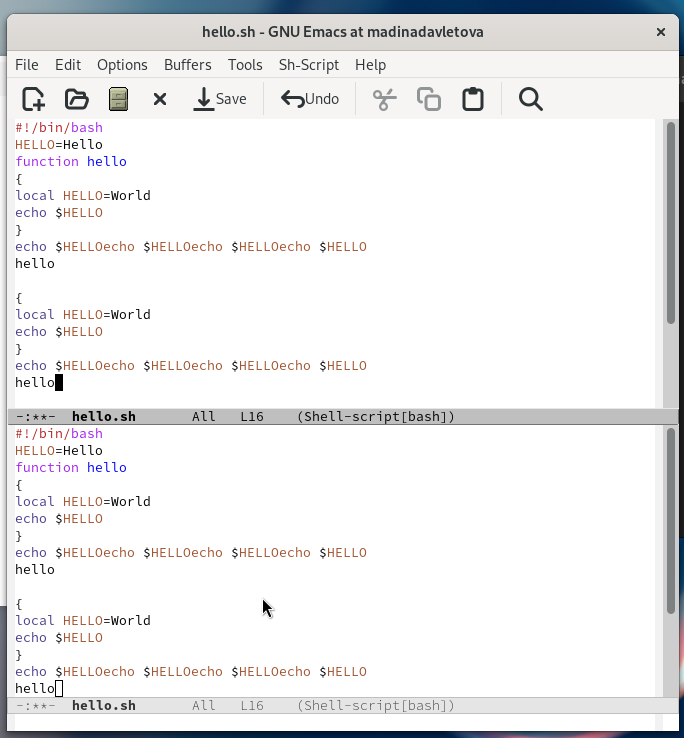 hello.sh - GNU Emacs at madinadavletova
File Edit Options Buffers Tools Sh-Script Help
Save Undo
#!/bin/bash
HELLO=Hello
function hello
{
local HELLO=World
echo $HELLO
}
echo $HELLOecho $HELLOecho $HELLOecho $HELLO
hello
{
local HELLO=World
echo $HELLO
}
echo $HELLOecho $HELLOecho $HELLOecho $HELLO
hello
-:**- hello.sh All L16 (Shell-script[bash])
#!/bin/bash
HELLO=Hello
function hello
{
local HELLO=World
echo $HELLO
}
echo $HELLOecho $HELLOecho $HELLOecho $HELLO
hello
{
local HELLO=World
echo $HELLO
}
echo $HELLOecho $HELLOecho $HELLOecho $HELLO
hello
-:**- hello.sh All L16 (Shell-script[bash])